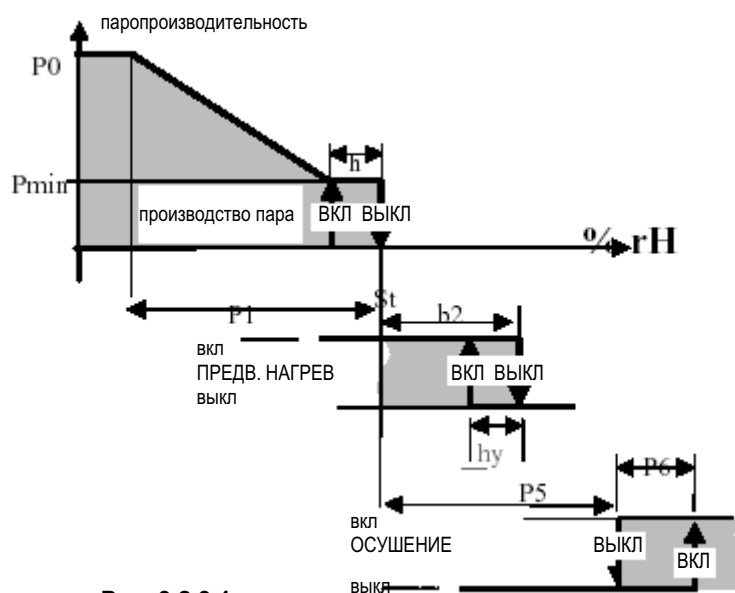 паропроизводительность
P0
h
Pmin
производство пара
ВКЛ ВЫКЛ
% rH
St
P1
b2
вкл
ПРЕДВ. НАГРЕВ
ВКЛ ВЫКЛ
выкл
hy
P6
P5
вкл
ОСУШЕНИЕ
ВЫКЛ
ВКЛ
выкл